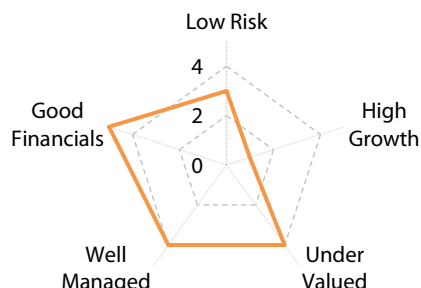 Low Risk
4
High
Growth
2
Good
Financials
0
Well
Managed
Under
Valued